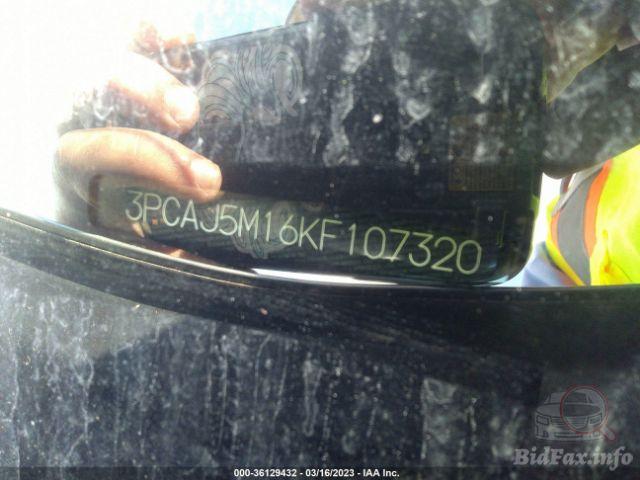 3PCAJ5M16KF107320
BidFax.info
000-36129432 - 03/16/2023 - IAA Inc.